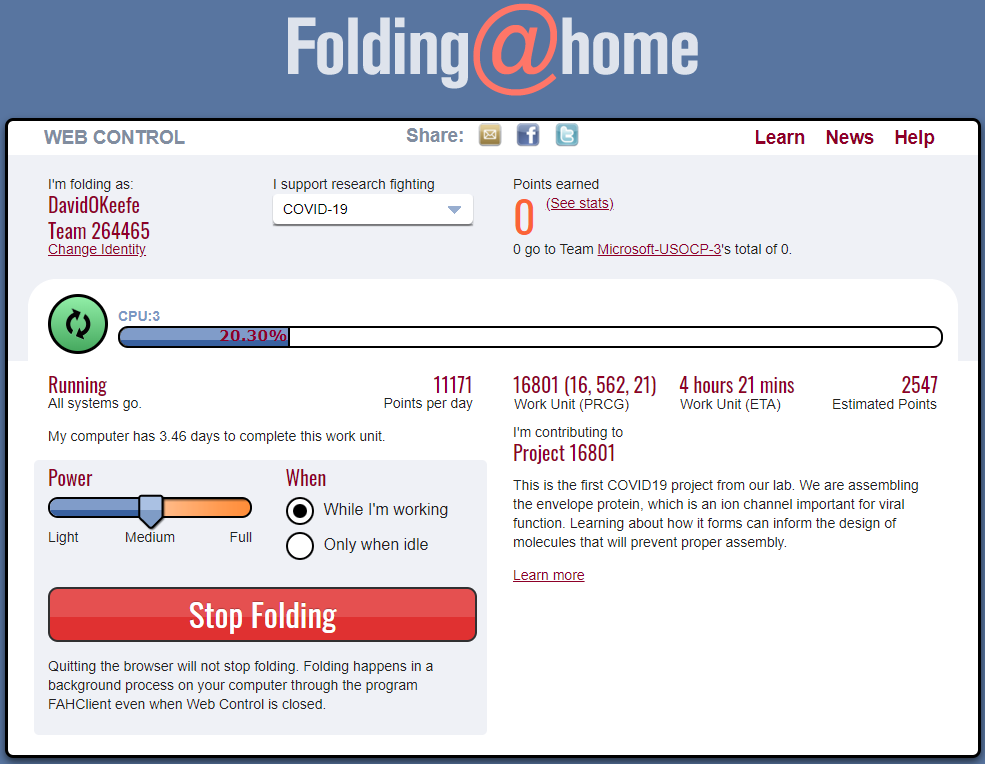 Folding@home
WEB CONTROL
Share:
Learn News Help
I'm folding as:
DavidOKeefe
Team 264465
Change Identity
I support research fighting
COVID-19
Points earned
0 (See stats)
0 go to Team Microsoft-USOCP-3's total of 0.
CPU:3
20.30%
Running
All systems go.
11171
Points per day
My computer has 3.46 days to complete this work unit.
Power
Light Medium Full
When
While I'm working
Only when idle
Stop Folding
Quitting the browser will not stop folding. Folding happens in a
background process on your computer through the program
FAHClient even when Web Control is closed.
16801 (16, 562, 21)
Work Unit (PRCG)
4 hours 21 mins
Work Unit (ETA)
2547
Estimated Points
I'm contributing to
Project 16801
This is the first COVID19 project from our lab. We are assembling
the envelope protein, which is an ion channel important for viral
function. Learning about how it forms can inform the design of
molecules that will prevent proper assembly.
Learn more